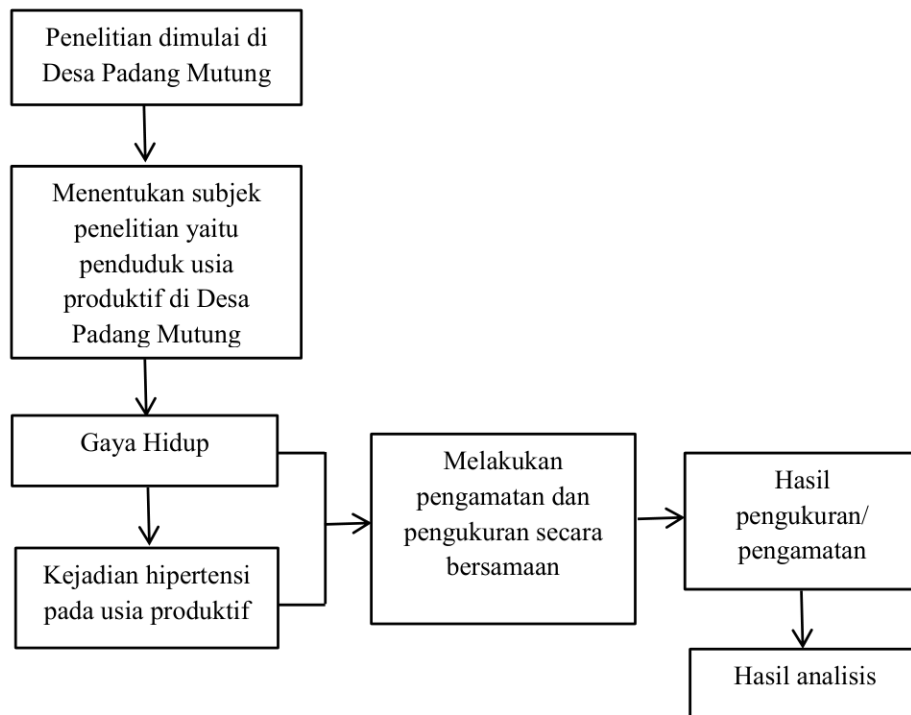 Penelitian dimulai di
Desa Padang Mutung
Menentukan subjek
penelitian yaitu
penduduk usia
produktif di Desa
Padang Mutung
Gaya Hidup
Kejadian hipertensi
pada usia produktif
Melakukan
pengamatan dan
pengukuran secara
bersamaan
Hasil
pengukuran/
pengamatan
Hasil analisis